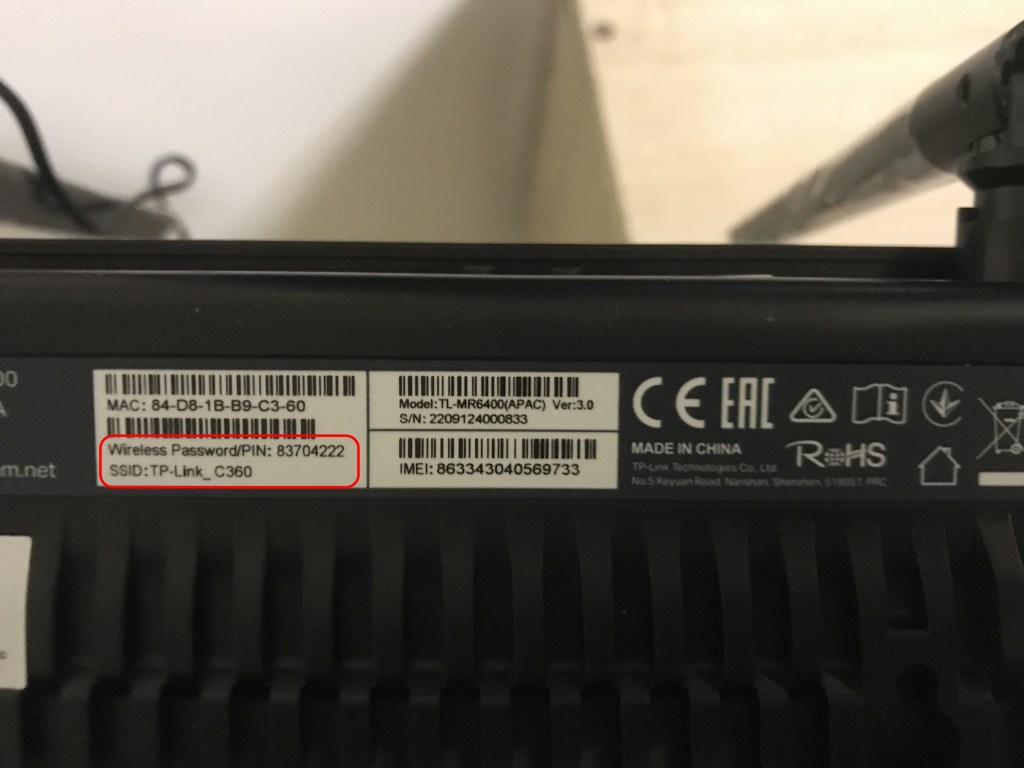 00
A
em.net
MAC: 84-D8-1B-B9-C3-60
Wireless Password/PIN: 83704222
SSID:TP-Link_C360
Model:TL-MR6400(APAC) Ver:3.0
S/N: 2209124000833
IMEI: 863343040569733
CE EAC
MADE IN CHINA
TP-Link Technologies Co., Ltd.
No.5 Keyuan Road, Nanshan, Shenzhen, 518057, PRC
RoHS